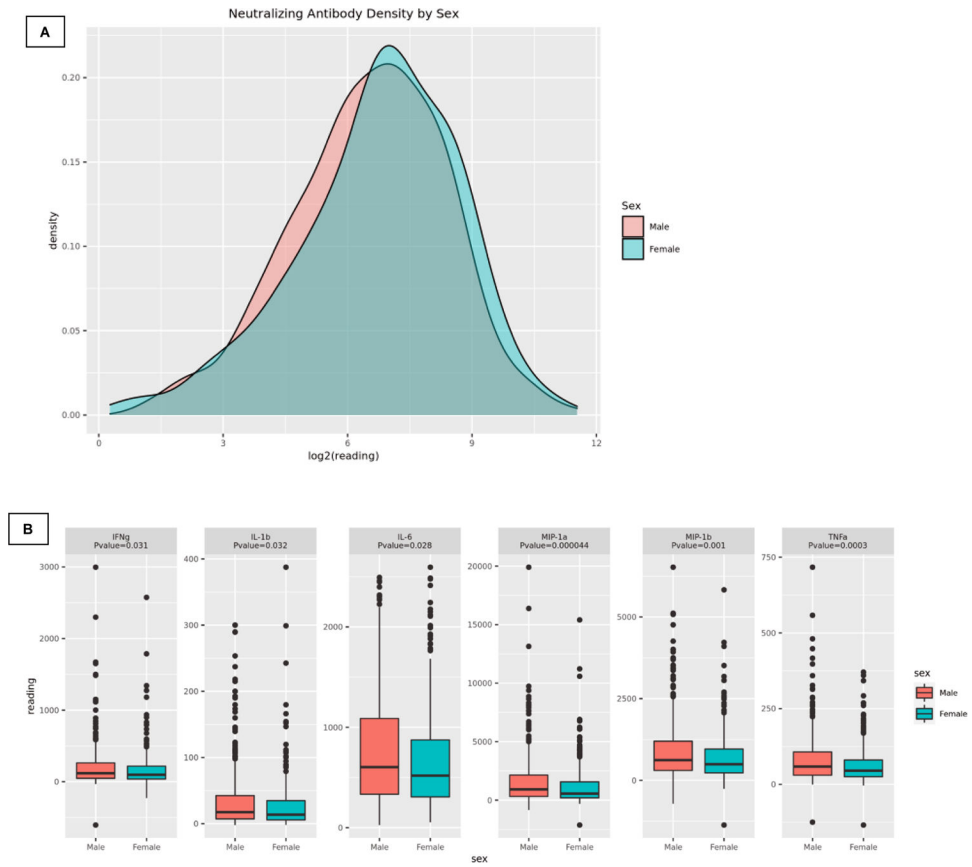 A
Neutralizing Antibody Density by Sex
density
0.20
0.15
0.10
0.05
0.00
0 3 6 9 12
log2(reading)
Sex
Male
Female
B
IFNg
Pvalue=0.031
IL-1b
Pvalue=0.032
IL-6
Pvalue=0.028
MIP-1a
Pvalue=0.000044
MIP-1b
Pvalue=0.001
TNFa
Pvalue=0.0003
reading
3000
2000
1000
0
400
300
200
100
0
2000
1000
0
20000
15000
10000
5000
0
5000
2500
0
750
500
250
0
Male Female
Male Female
Male Female
Male Female
Male Female
Male Female
sex
sex
Male
Female